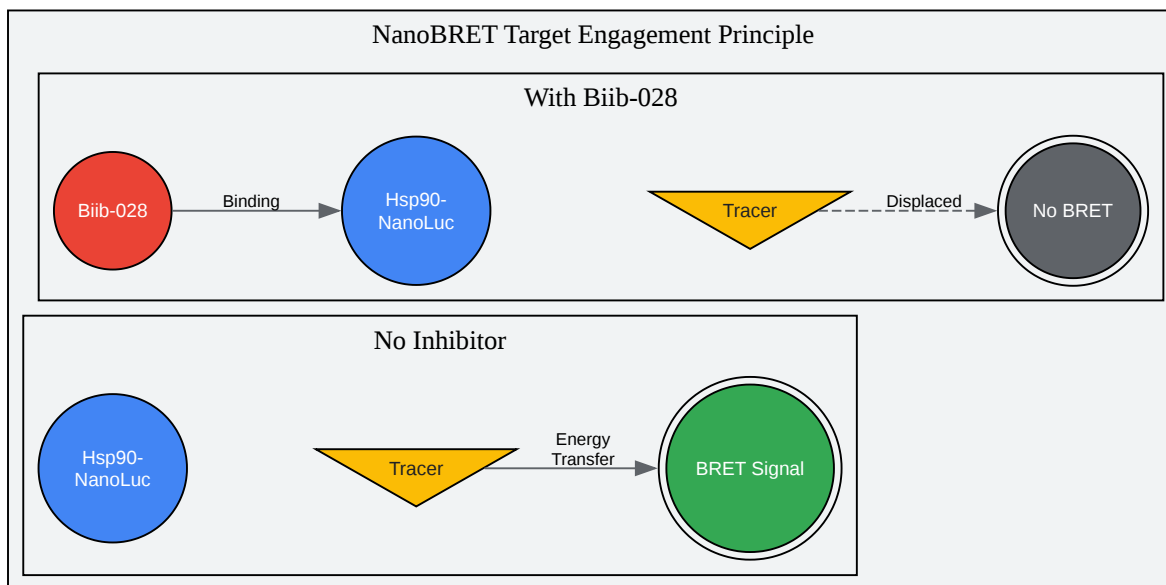 NanoBRET Target Engagement Principle
With Biib-028
Biib-028
Binding
Hsp90-
NanoLuc
Tracer
Displaced
No BRET
No Inhibitor
Hsp90-
NanoLuc
Tracer
Energy
Transfer
BRET Signal